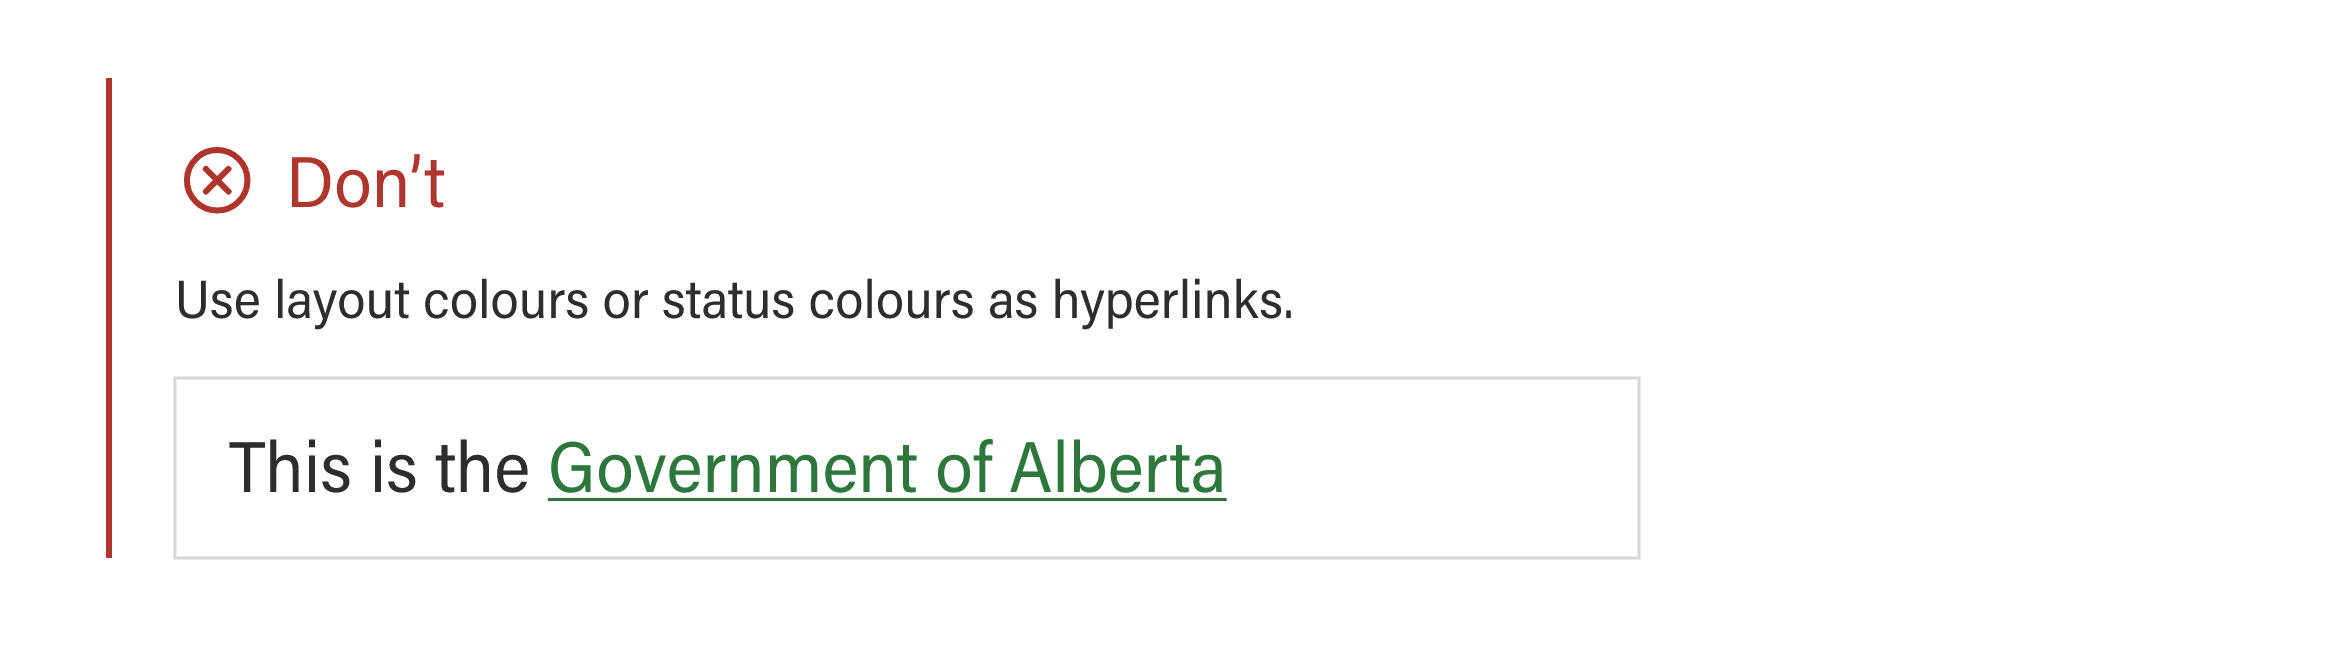 Don’t
Use layout colours or status colours as hyperlinks.
This is the Government of Alberta